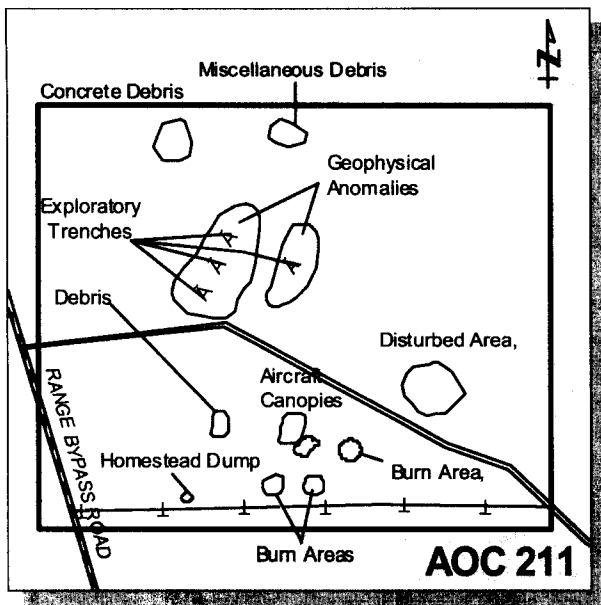 N
Miscellaneous Debris
Concrete Debris
Geophysical
Anomalies
Exploratory
Trenches
Debris
Disturbed Area,
Aircraft
Canopies
RANGE BYPASS ROAD
Homestead Dump
Burn Area,
Burn Areas
AOC 211